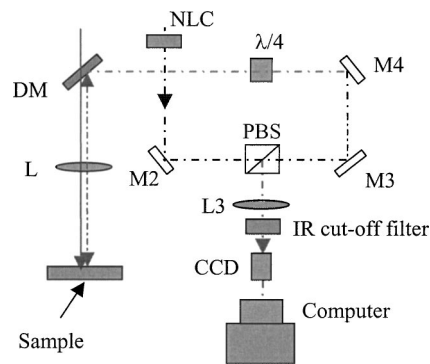 NLC
λ/4
M4
DM
PBS
L
M2
M3
L3
IR cut-off filter
CCD
Computer
Sample